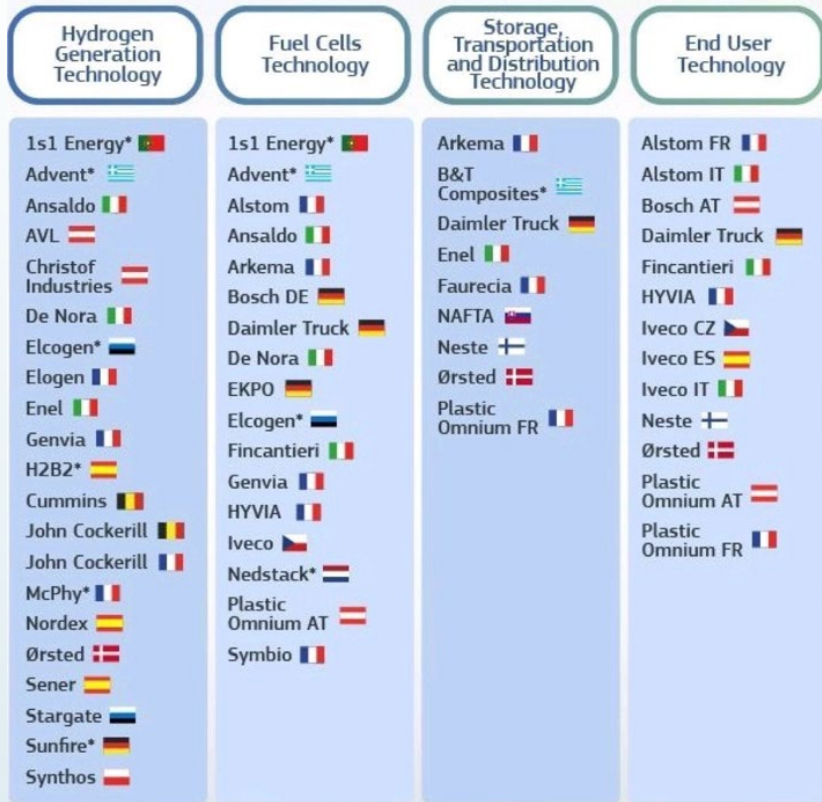 Hydrogen
Generation
Technology
1s1 Energy*
Advent*
Ansaldo
AVL
Christof
Industries
De Nora
Elcogen*
Elogen
Enel
Genvia
H2B2*
Cummins
John Cockerill
John Cockerill
McPhy*
Nordex
Ørsted
Sener
Stargate
Sunfire*
Synthos
Fuel Cells
Technology
1s1 Energy*
Advent*
Alstom
Ansaldo
Arkema
Bosch DE
Daimler Truck
De Nora
EKPO
Elcogen*
Fincantieri
Genvia
HYVIA
Iveco
Nedstack*
Plastic
Omnium AT
Symbio
Storage,
Transportation
and Distribution
Technology
Arkema
B&T
Composites*
Daimler Truck
Enel
Faurecia
NAFTA
Neste
Ørsted
Plastic
Omnium FR
End User
Technology
Alstom FR
Alstom IT
Bosch AT
Daimler Truck
Fincantieri
HYVIA
Iveco CZ
Iveco ES
Iveco IT
Neste
Ørsted
Plastic
Omnium AT
Plastic
Omnium FR